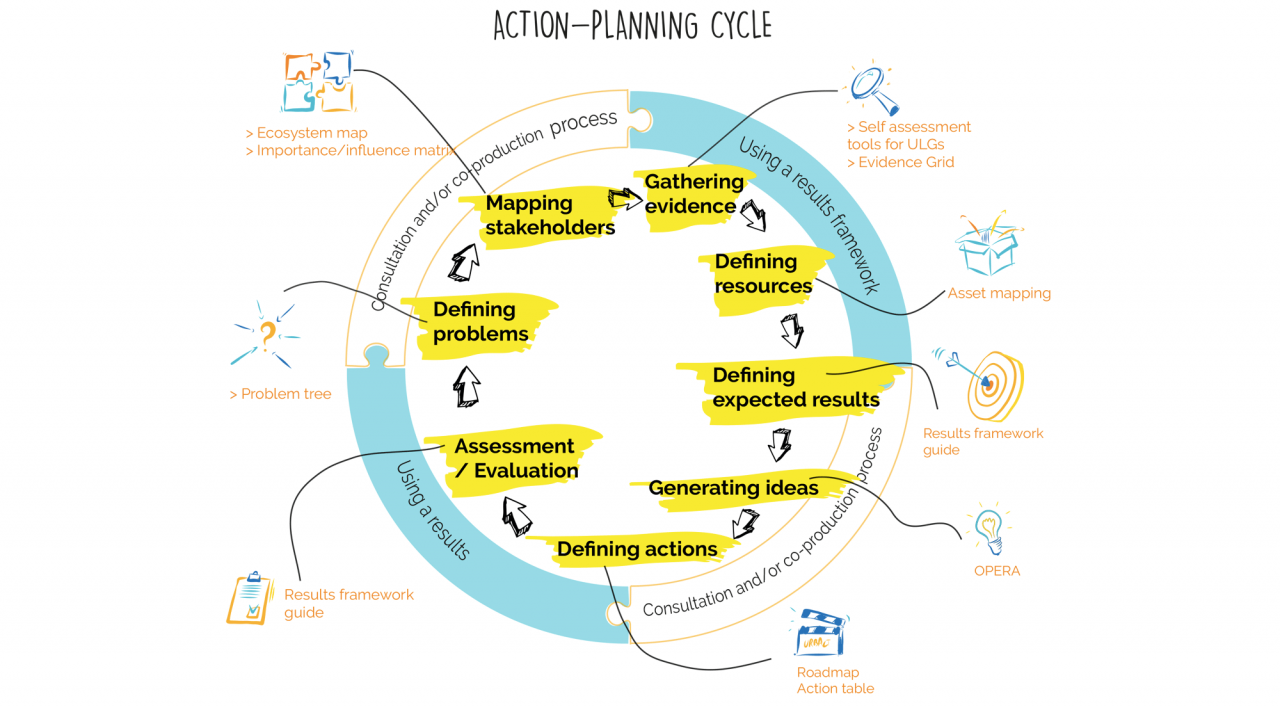 ACTION–PLANNING CYCLE
> Ecosystem map
> Importance/influence matrix
Consultation and/or co-production process
Using a results framework
> Self assessment
tools for ULGs
> Evidence Grid
Mapping
stakeholders
Gathering
evidence
Defining
resources
Asset mapping
Defining
problems
> Problem tree
Defining
expected results
Results framework
guide
Assessment
/ Evaluation
Using a results
Generating ideas
Consultation and/or co-production process
OPERA
Defining actions
Results framework
guide
Roadmap
Action table